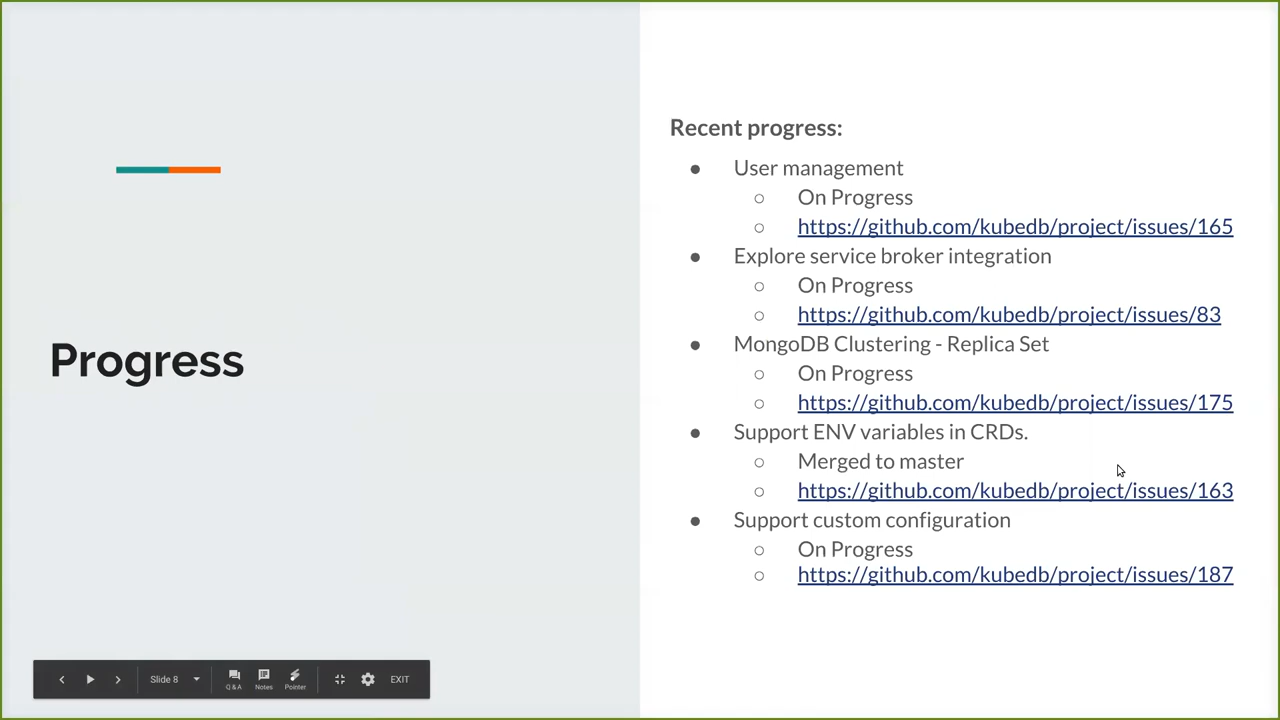 Progress
Recent progress:
● User management
○ On Progress
○ https://github.com/kubedb/project/issues/165
● Explore service broker integration
○ On Progress
○ https://github.com/kubedb/project/issues/83
● MongoDB Clustering - Replica Set
○ On Progress
○ https://github.com/kubedb/project/issues/175
● Support ENV variables in CRDs.
○ Merged to master
○ https://github.com/kubedb/project/issues/163
● Support custom configuration
○ On Progress
○ https://github.com/kubedb/project/issues/187
Slide 8
Q & A
Notes
Pointer
EXIT